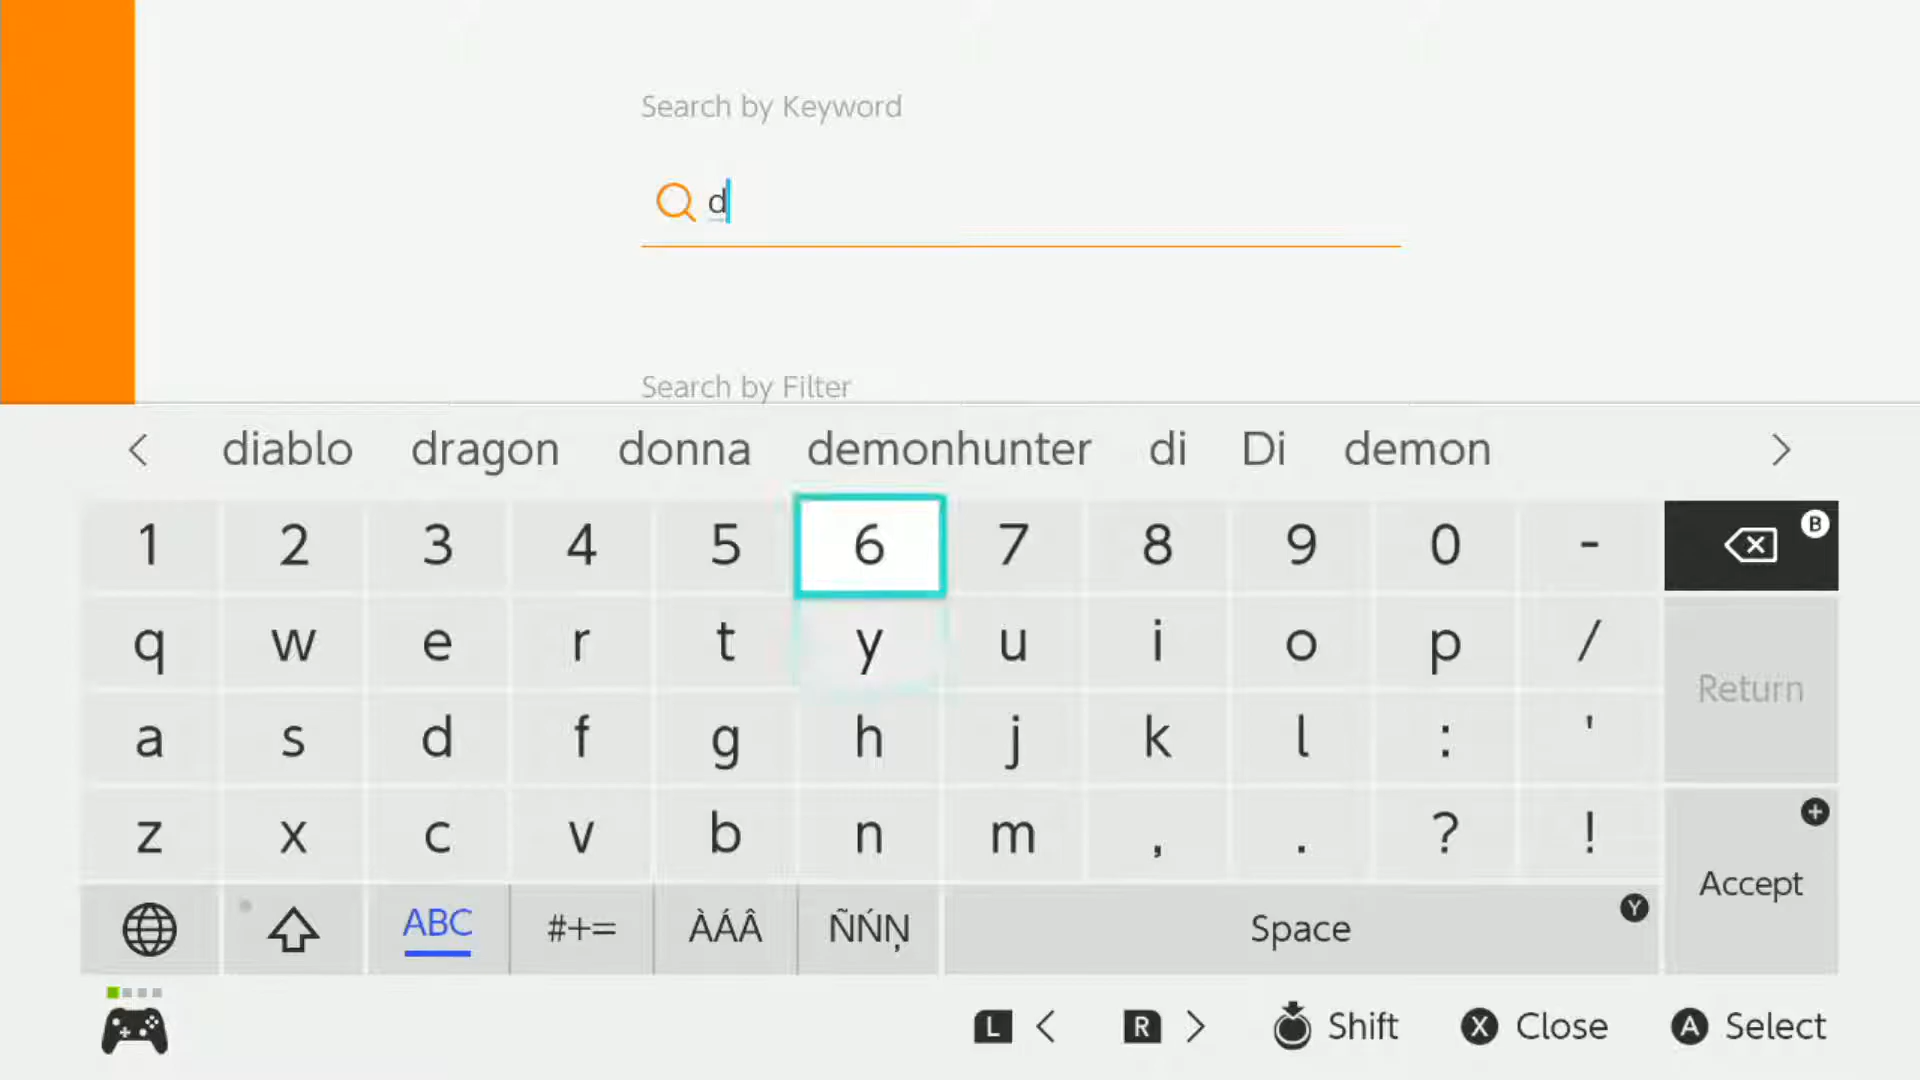 Search by Keyword
d
Search by Filter
diablo dragon donna demonhunter di Di demon
1 2 3 4 5 6 7 8 9 0 - B
q w e r t y u i o p /
Return
a s d f g h j k l : '
z x c v b n m , . ? !
Accept
ABC #+= ÀÁÂ ÑŃŅ Space Y
L R Shift X Close A Select